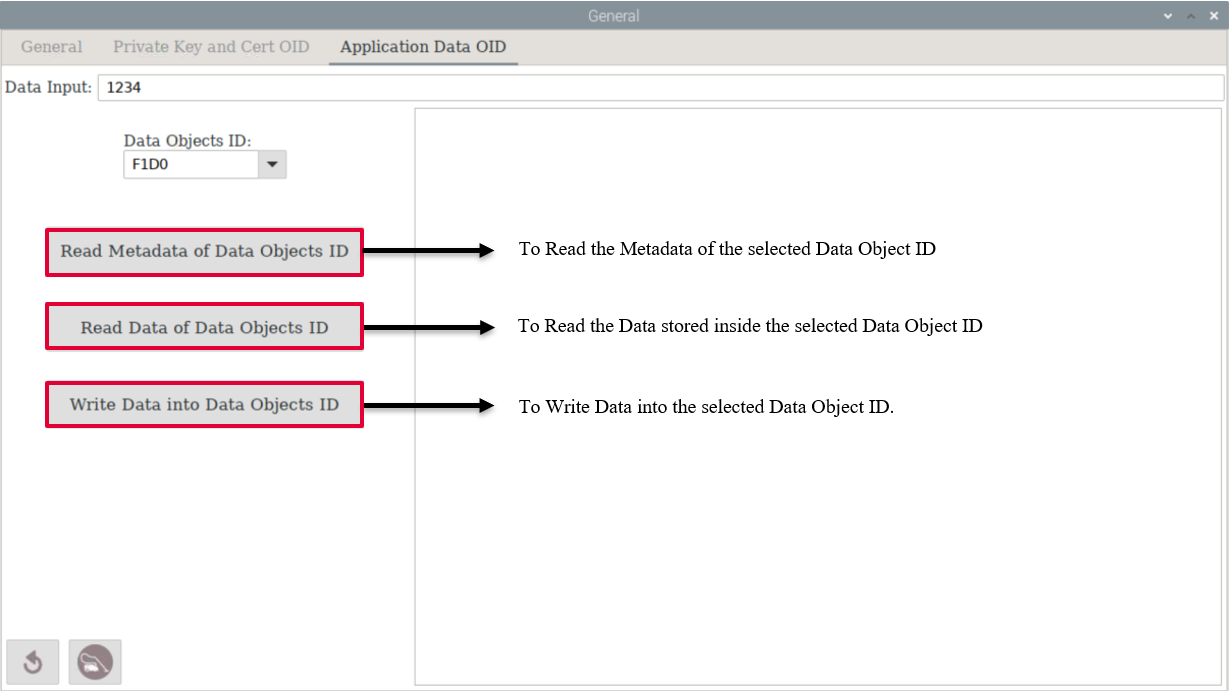 General
General
Private Key and Cert OID
Application Data OID
Data Input: 1234
Data Objects ID:
F1D0
Read Metadata of Data Objects ID
To Read the Metadata of the selected Data Object ID
Read Data of Data Objects ID
To Read the Data stored inside the selected Data Object ID
Write Data into Data Objects ID
To Write Data into the selected Data Object ID.